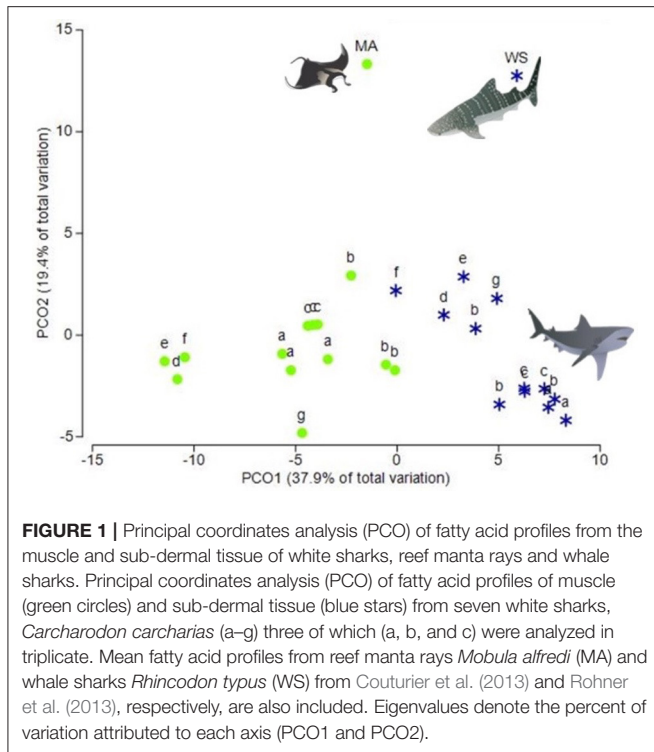 15
MA
WS
10
PCO2 (19.4% of total variation)
5
b
f
e
g
d
b
c c c
0
e
f
d
a
a
a
b b
b
c
c
b
a
g
-5
-15
-10
-5
0
5
10
PCO1 (37.9% of total variation)
FIGURE 1 | Principal coordinates analysis (PCO) of fatty acid profiles from the
muscle and sub-dermal tissue of white sharks, reef manta rays and whale
sharks. Principal coordinates analysis (PCO) of fatty acid profiles of muscle
(green circles) and sub-dermal tissue (blue stars) from seven white sharks,
Carcharodon carcharias (a–g) three of which (a, b, and c) were analyzed in
triplicate. Mean fatty acid profiles from reef manta rays Mobula alfredi (MA) and
whale sharks Rhincodon typus (WS) from Couturier et al. (2013) and Rohner
et al. (2013), respectively, are also included. Eigenvalues denote the percent of
variation attributed to each axis (PCO1 and PCO2).